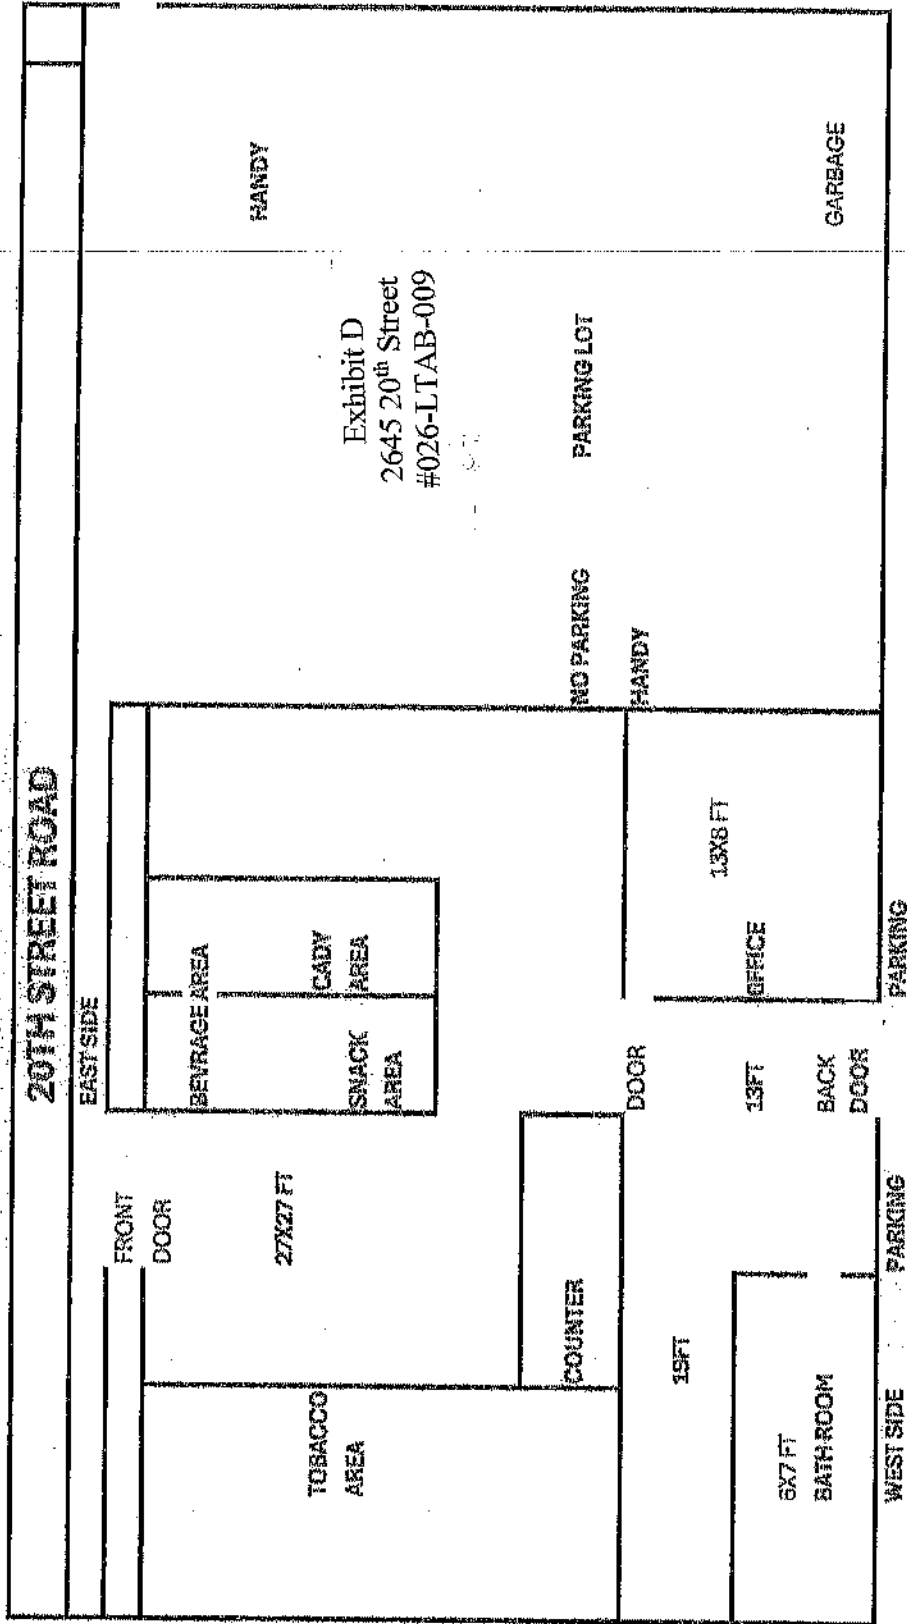 20TH STREET ROAD
EAST SIDE
FRONT
DOOR
BEVRAGE AREA
HANDY
27X27 FT
TOBACCO
AREA
SNACK
AREA
CADY
AREA
Exhibit D
2645 20th Street
#026-LTAB-009
COUNTER
NO PARKING
PARKING LOT
DOOR
HANDY
19FT
13X8 FT
13FT
OFFICE
6X7 FT
BATH ROOM
BACK
DOOR
GARBAGE
WEST SIDE
PARKING
PARKING